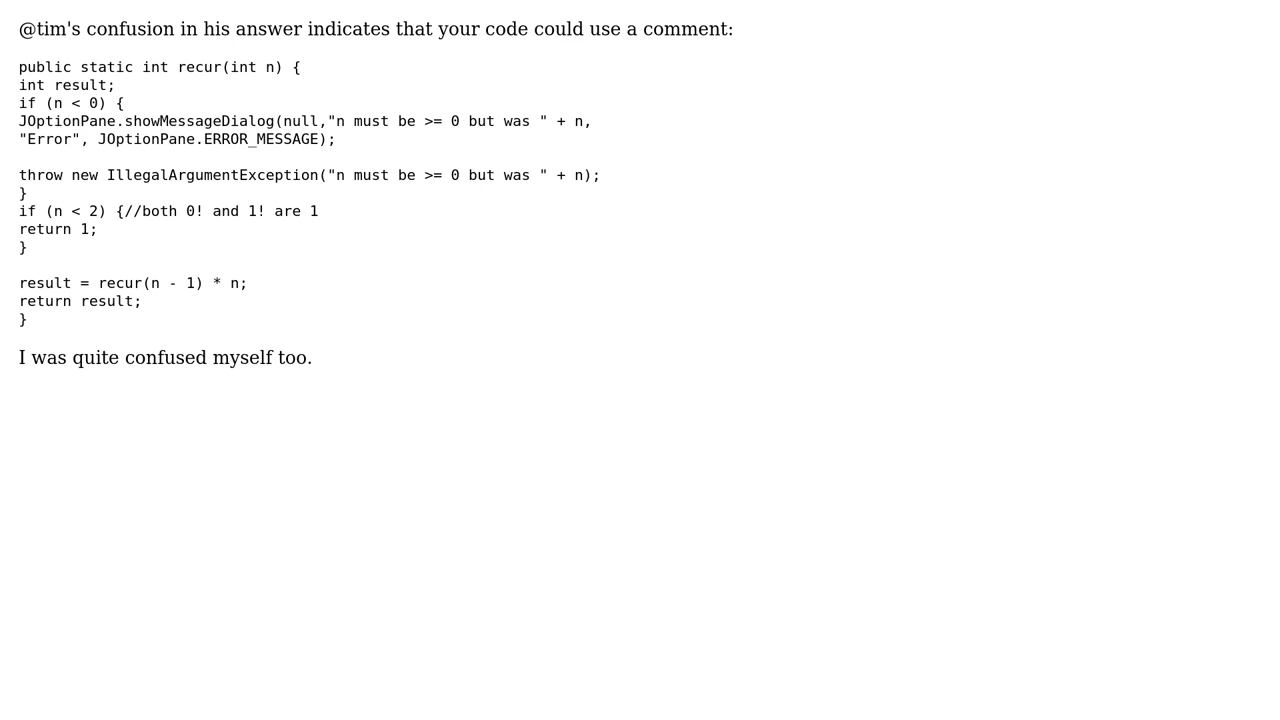 @tim's confusion in his answer indicates that your code could use a comment:
public static int recur(int n) {
int result;
if (n < 0) {
JOptionPane.showMessageDialog(null,"n must be >= 0 but was " + n,
"Error", JOptionPane.ERROR_MESSAGE);
throw new IllegalArgumentException("n must be >= 0 but was " + n);
}
if (n < 2) {//both 0! and 1! are 1
return 1;
}
result = recur(n - 1) * n;
return result;
}
I was quite confused myself too.